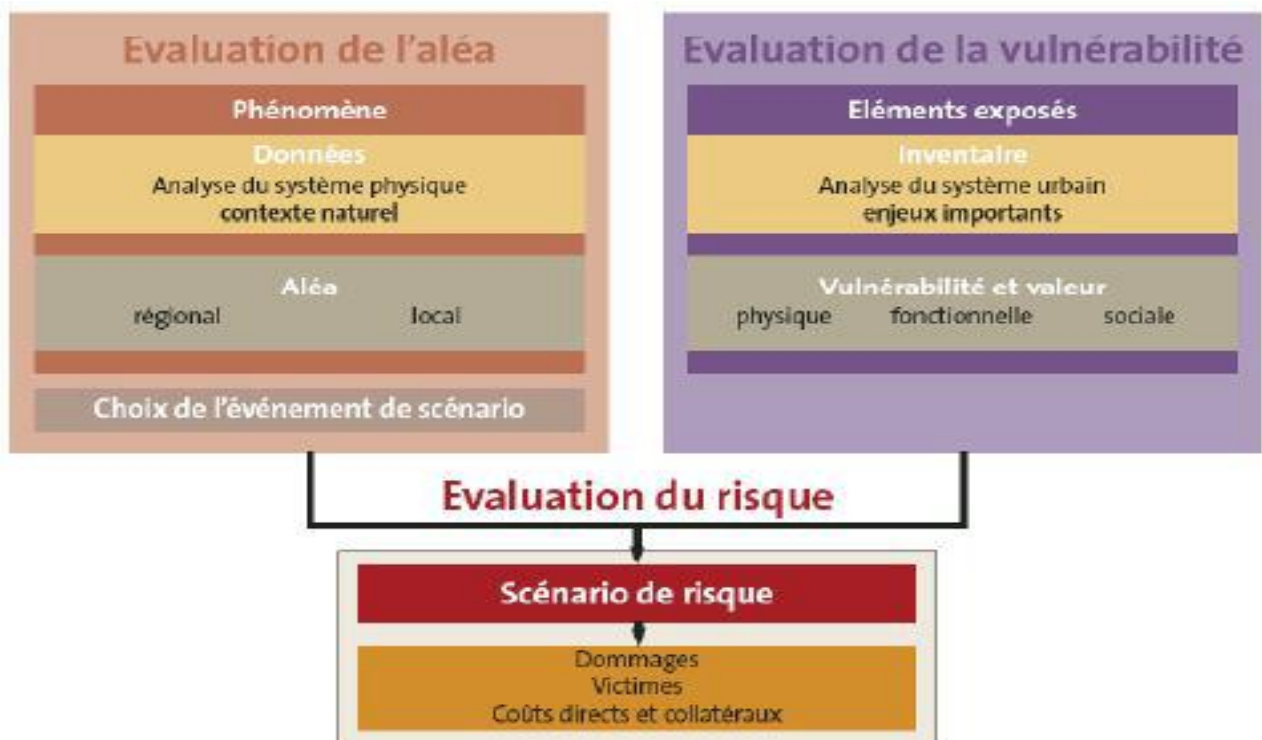 Evaluation de l'aléa
Phénomène
Données
Analyse du système physique
contexte naturel
Aléa
régional local
Choix de l'événement de scénario
Evaluation de la vulnérabilité
Eléments exposés
Inventaire
Analyse du système urbain
enjeux importants
Vulnérabilité et valeur
physique fonctionnelle sociale
Evaluation du risque
Scénario de risque
Dommages
Victimes
Coûts directs et collatéraux